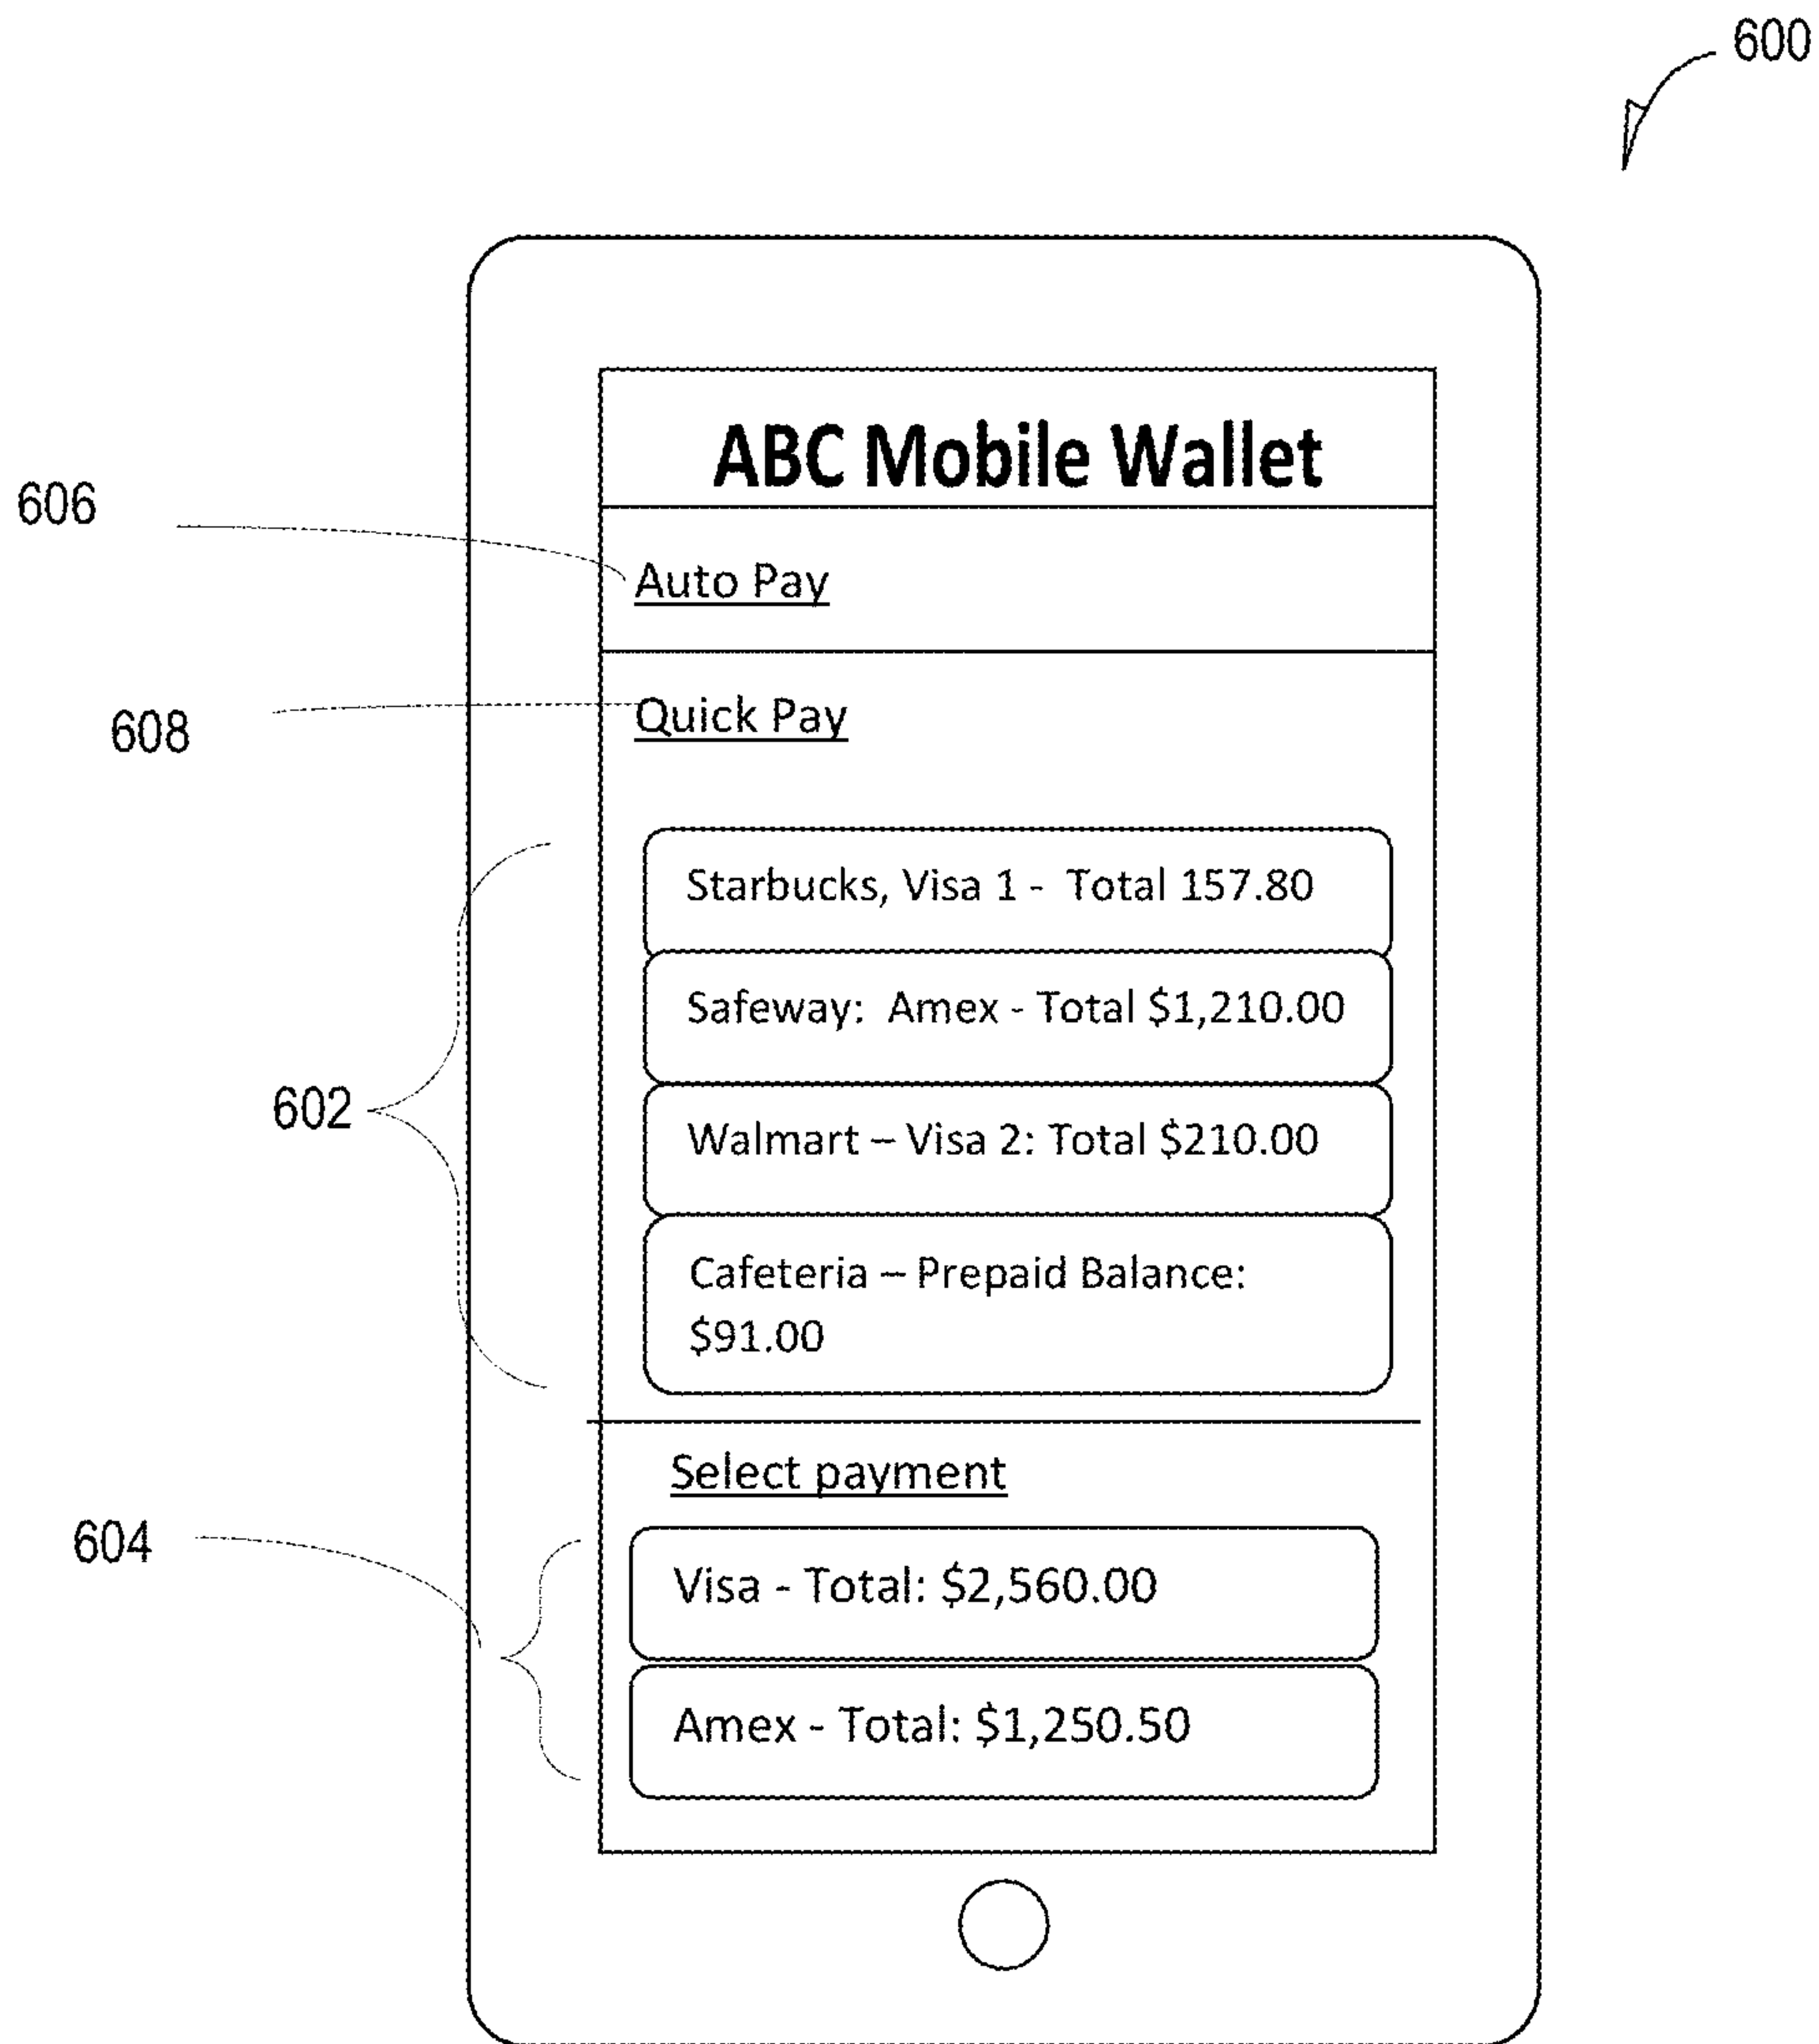 600
ABC Mobile Wallet
606
Auto Pay
608
Quick Pay
Starbucks, Visa 1 -  Total 157.80
Safeway:  Amex - Total $1,210.00
602
Walmart – Visa 2: Total $210.00
Cafeteria – Prepaid Balance:
$91.00
Select payment
604
Visa - Total: $2,560.00
Amex - Total: $1,250.50